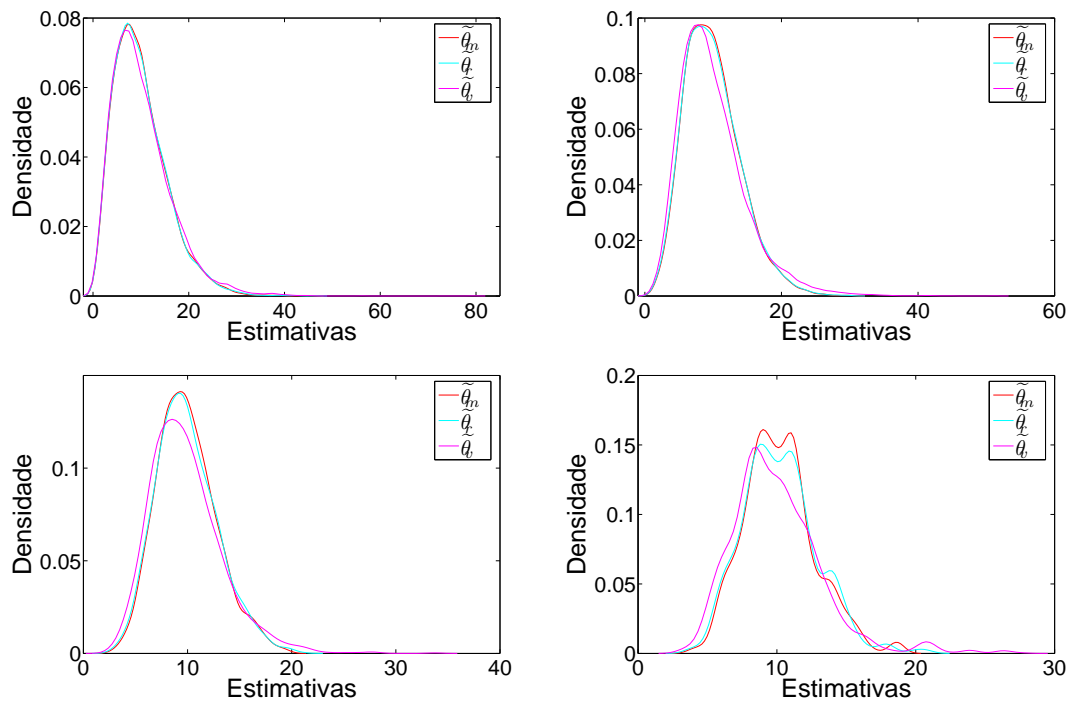 0.08
0.06
0.04
0.02
0
Densidade
0 20 40 60 80
Estimativas
θ̃m
θ̃r
θ̃v
0.1
0.08
0.06
0.04
0.02
0
Densidade
0 20 40 60
Estimativas
θ̃m
θ̃r
θ̃v
0.1
0.05
0
Densidade
0 10 20 30 40
Estimativas
θ̃m
θ̃r
θ̃v
0.2
0.15
0.1
0.05
0
Densidade
0 10 20 30
Estimativas
θ̃m
θ̃r
θ̃v